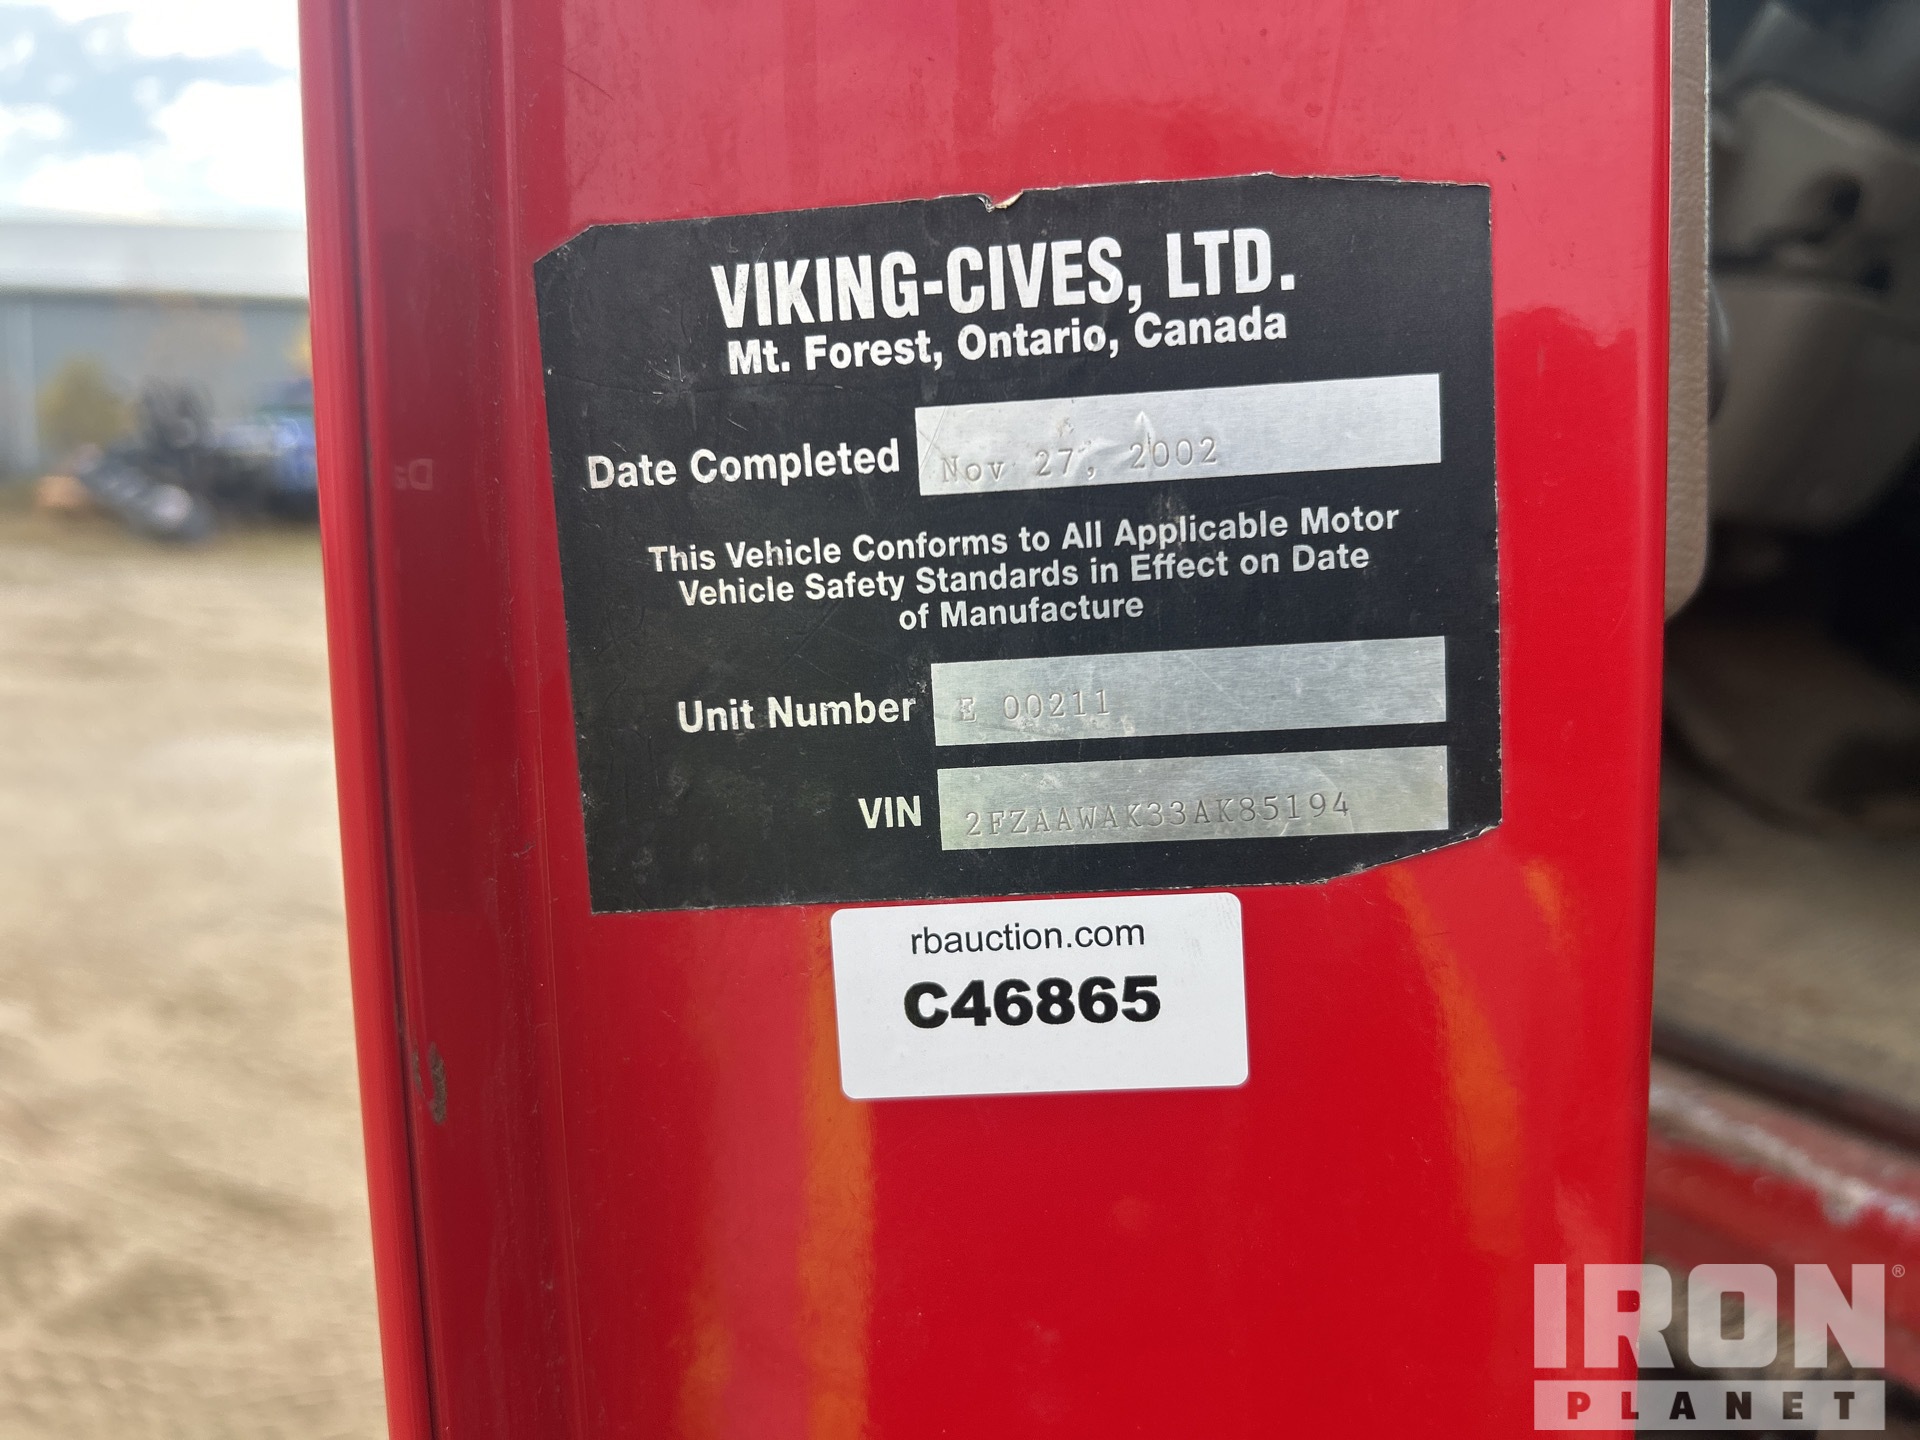 VIKING-CIVES, LTD.
Mt. Forest, Ontario, Canada
Date Completed Nov 27, 2002
This Vehicle Conforms to All Applicable Motor
Vehicle Safety Standards in Effect on Date
of Manufacture
Unit Number E 00211
VIN 2FZAAWAK33AK85194
rbauction.com
C46865
IRON®
PLANET